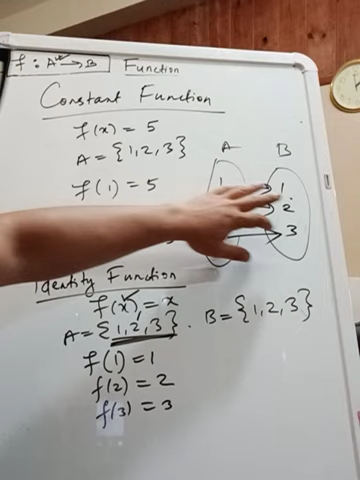 f : A → B Function
Constant Function
f(x) = 5
A = {1, 2, 3}
f(1) = 5
A B
1 1
2
3
Identity Function
f(x) = x
A = {1, 2, 3} . B = {1, 2, 3}
f(1) = 1
f(2) = 2
f(3) = 3